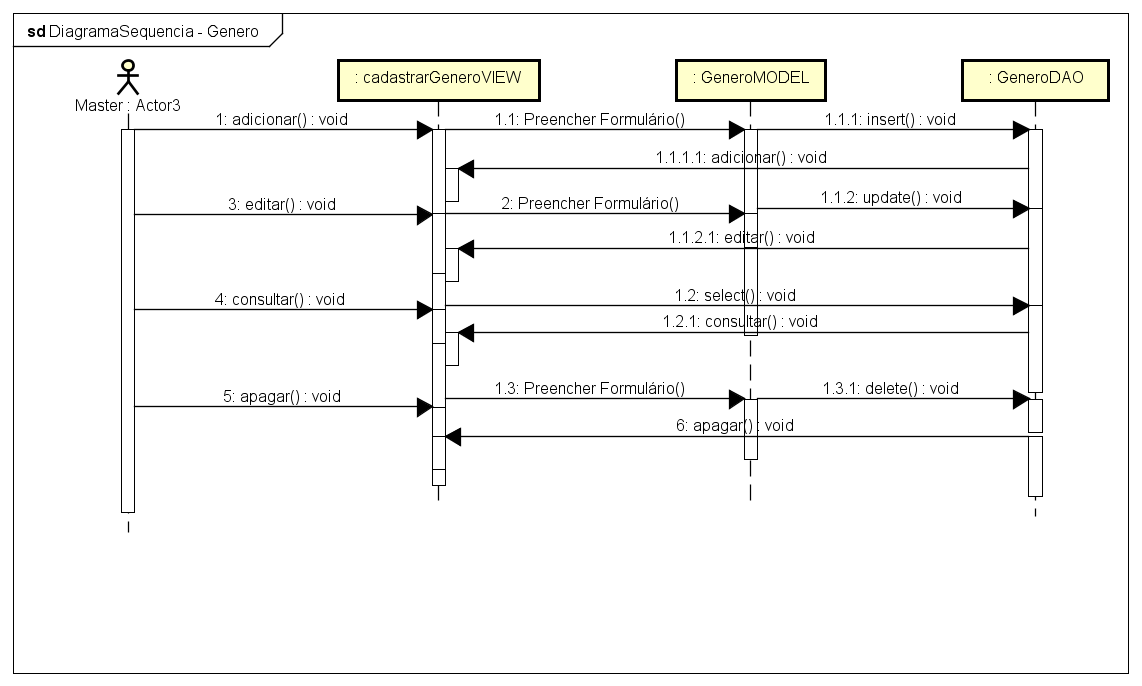 sd DiagramaSequencia - Genero
Master : Actor3
: cadastrarGeneroVIEW
: GeneroMODEL
: GeneroDAO
1: adicionar() : void
1.1: Preencher Formulário()
1.1.1: insert() : void
1.1.1.1: adicionar() : void
3: editar() : void
2: Preencher Formulário()
1.1.2: update() : void
1.1.2.1: editar() : void
4: consultar() : void
1.2: select() : void
1.2.1: consultar() : void
5: apagar() : void
1.3: Preencher Formulário()
1.3.1: delete() : void
6: apagar() : void